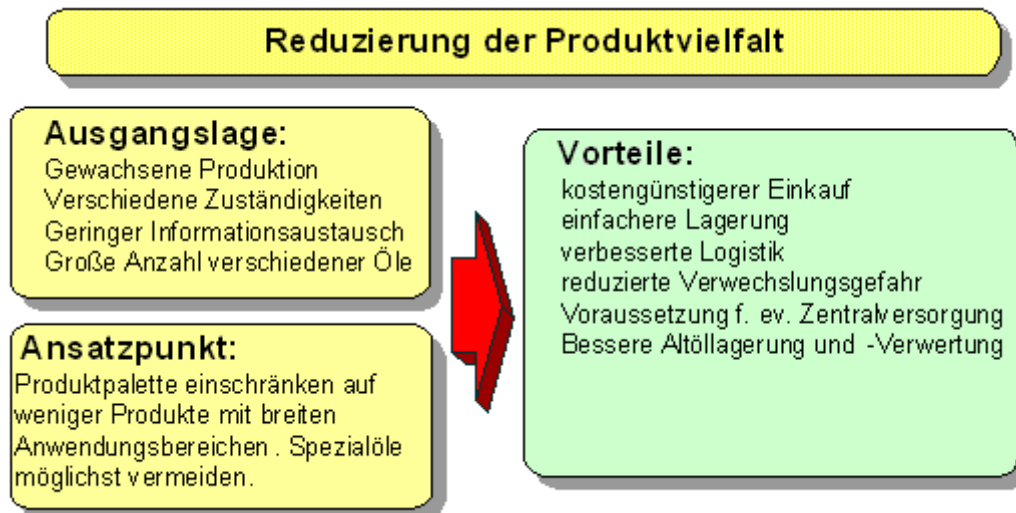 Reduzierung der Produktvielfalt
Ausgangslage:
Gewachsene Produktion
Verschiedene Zuständigkeiten
Geringer Informationsaustausch
Große Anzahl verschiedener Öle
Ansatzpunkt:
Produktpalette einschränken auf
weniger Produkte mit breiten
Anwendungsbereichen . Spezialöle
möglichst vermeiden.
Vorteile:
kostengünstigerer Einkauf
einfachere Lagerung
verbesserte Logistik
reduzierte Verwechslungsgefahr
Voraussetzung f. ev. Zentralversorgung
Bessere Altöllagerung und -Verwertung